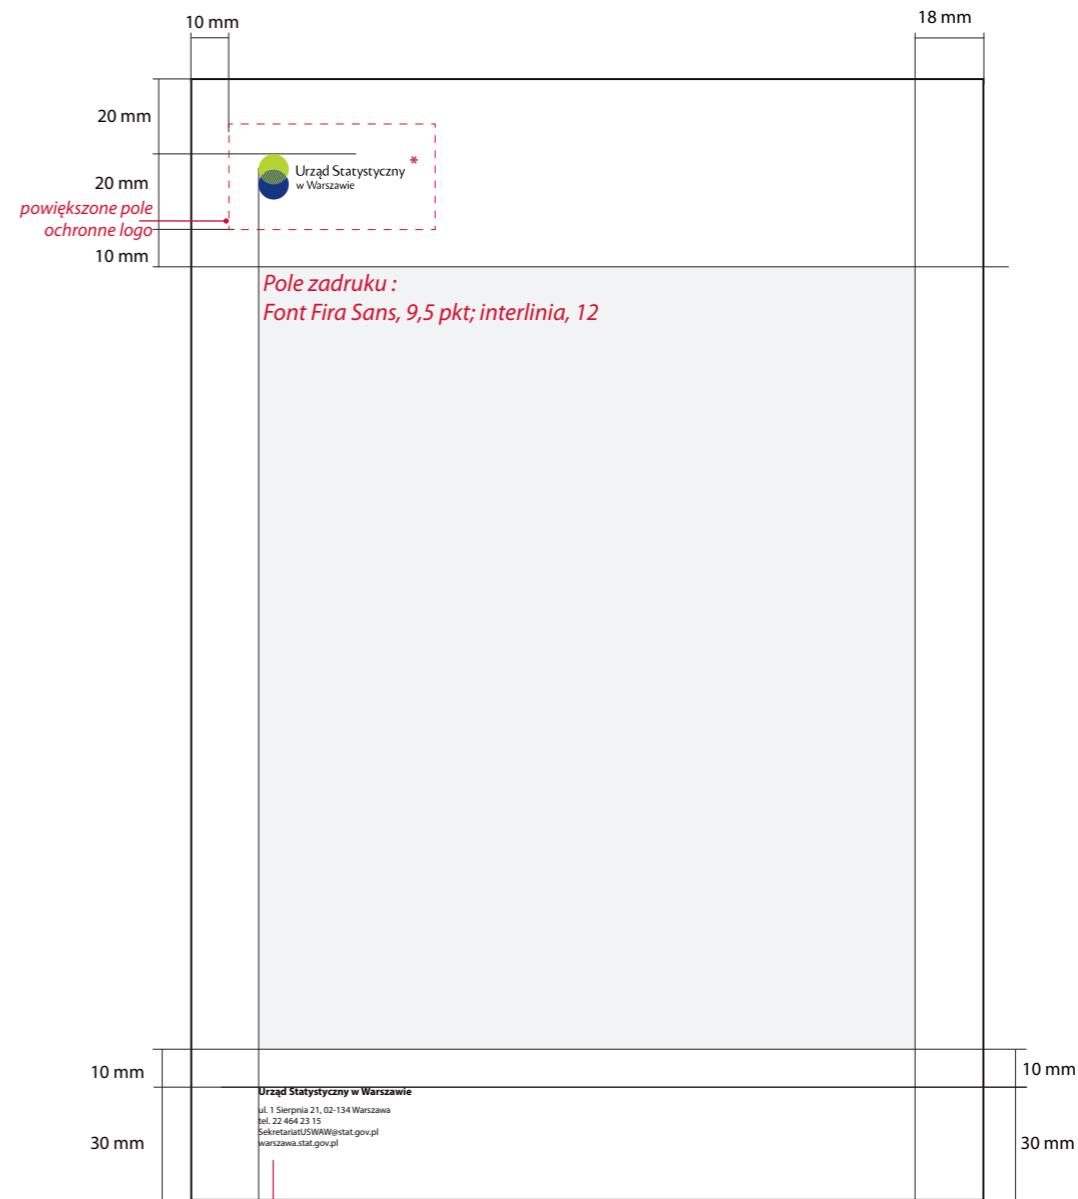 10 mm
18 mm
20 mm
20 mm
Urząd Statystyczny *
w Warszawie
powiększone pole
ochronne logo
10 mm
Pole zadruku :
Font Fira Sans, 9,5 pkt; interlinia, 12
10 mm
10 mm
Urząd Statystyczny w Warszawie
ul. 1 Sierpnia 21, 02-134 Warszawa
tel. 22 464 23 15
SekretariatUSWAW@stat.gov.pl
warszawa.stat.gov.pl
30 mm
30 mm